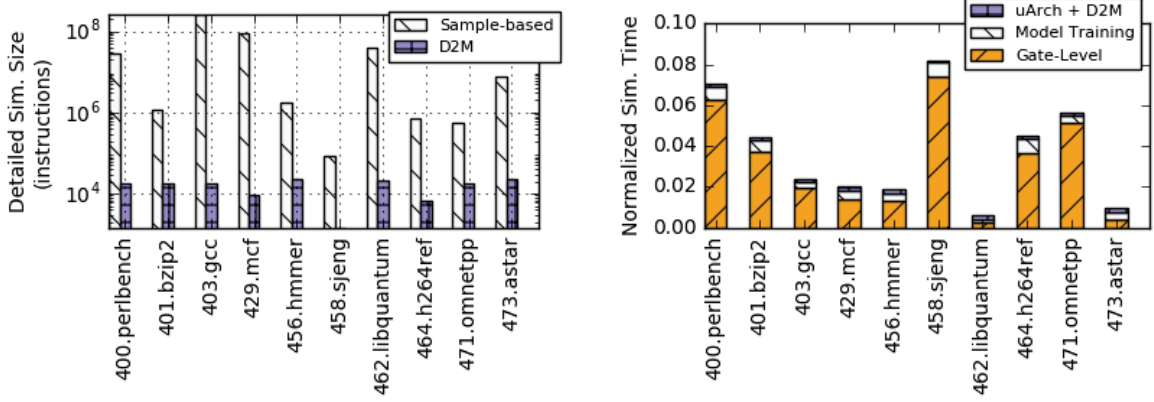 Detailed Sim. Size
(instructions)
10^8
10^6
10^4
Sample-based
D2M
400.perlbench
401.bzip2
403.gcc
429.mcf
456.hmmer
458.sjeng
462.libquantum
464.h264ref
471.omnetpp
473.astar
Normalized Sim. Time
0.10
0.08
0.06
0.04
0.02
0.00
uArch + D2M
Model Training
Gate-Level
400.perlbench
401.bzip2
403.gcc
429.mcf
456.hmmer
458.sjeng
462.libquantum
464.h264ref
471.omnetpp
473.astar